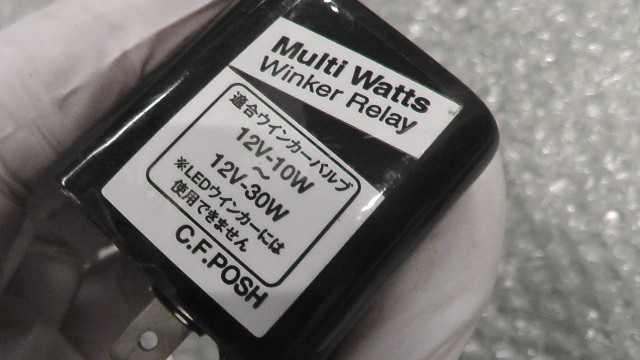 Multi Watts
Winker Relay
適合ウインカーバルブ
12V-10W
～
12V-30W
※LEDウインカーには
使用できません
C.F.POSH